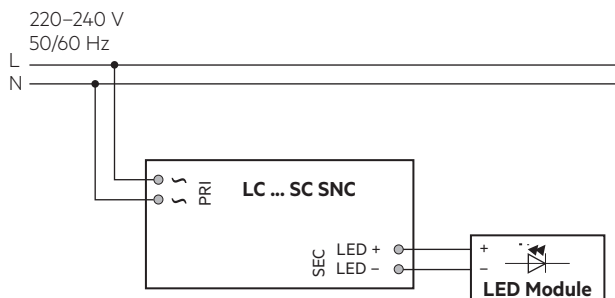 220–240 V
50/60 Hz
L
N
~
~
PRI
LC ... SC SNC
SEC
LED +
LED –
+
–
LED Module